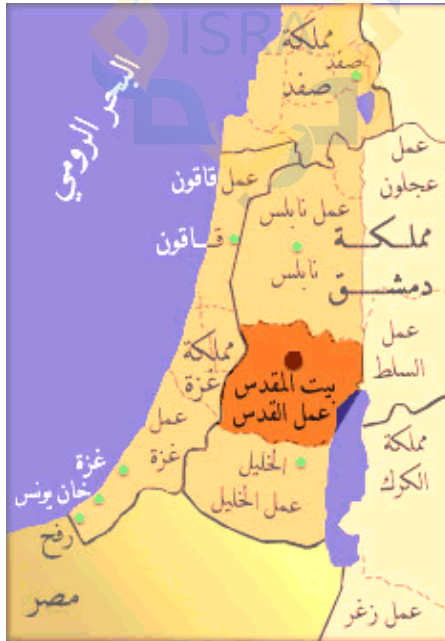 ISRA
مملكة
صفد
صفد
البحر الرومي
عمل
عجلون
عمل قاقون
قاقون
عمل نابلس
نابلس
مملكة
دمشق
عمل
السلط
مملكة
غزة
بيت المقدس
عمل القدس
عمل
غزة
غزة
خان يونس
رفح
الخليل
عمل الخليل
مملكة
الكرك
مصر
عمل زغر